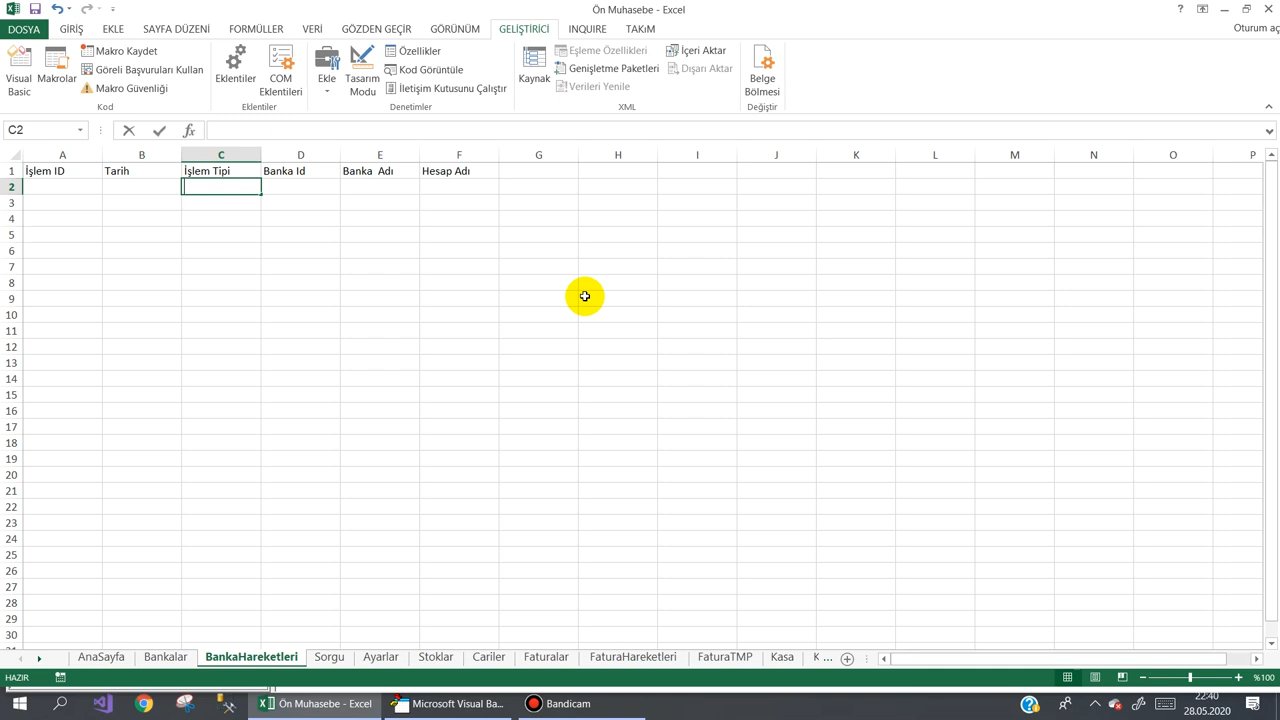 Ön Muhasebe - Excel
DOSYA GİRİŞ EKLE SAYFA DÜZENİ FORMÜLLER VERİ GÖZDEN GEÇİR GÖRÜNÜM GELİŞTİRİCİ INQUIRE TAKıM Oturum aç
Visual Basic
Makrolar
Makro Kaydet
Göreli Başvuruları Kullan
Makro Güvenliği
Kod
Eklentiler
COM Eklentileri
Eklentiler
Ekle
Tasarım Modu
Özellikler
Kod Görüntüle
İletişim Kutusunu Çalıştır
Denetimler
Kaynak
Eşleme Özellikleri
Genişletme Paketleri
Verileri Yenile
İçeri Aktar
Dışarı Aktar
XML
Belge Bölmesi
Değiştir
C2 fx
A B C D E F G H I J K L M N O P
1 İşlem ID Tarih İşlem Tipi Banka Id Banka Adı Hesap Adı
2
3
4
5
6
7
8
9
10
11
12
13
14
15
16
17
18
19
20
21
22
23
24
25
26
27
28
29
30
AnaSayfa Bankalar BankaHareketleri Sorgu Ayarlar Stoklar Cariler Faturalar FaturaHareketleri FaturaTMP Kasa K ...
HAZIR %100
Ön Muhasebe - Excel Microsoft Visual Ba... Bandicam
22:40
28.05.2020